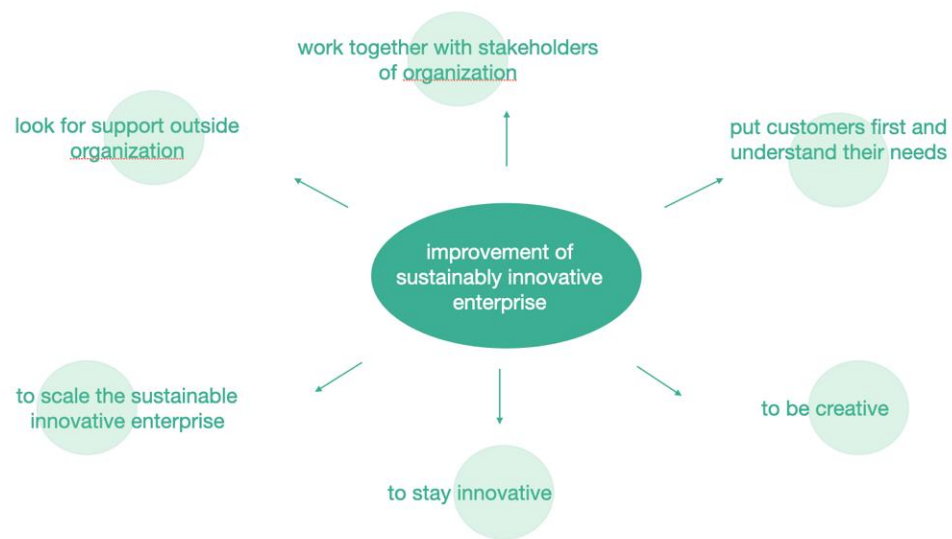 work together with stakeholders
of organization
look for support outside
organization
put customers first and
understand their needs
improvement of
sustainably innovative
enterprise
to scale the sustainable
innovative enterprise
to be creative
to stay innovative